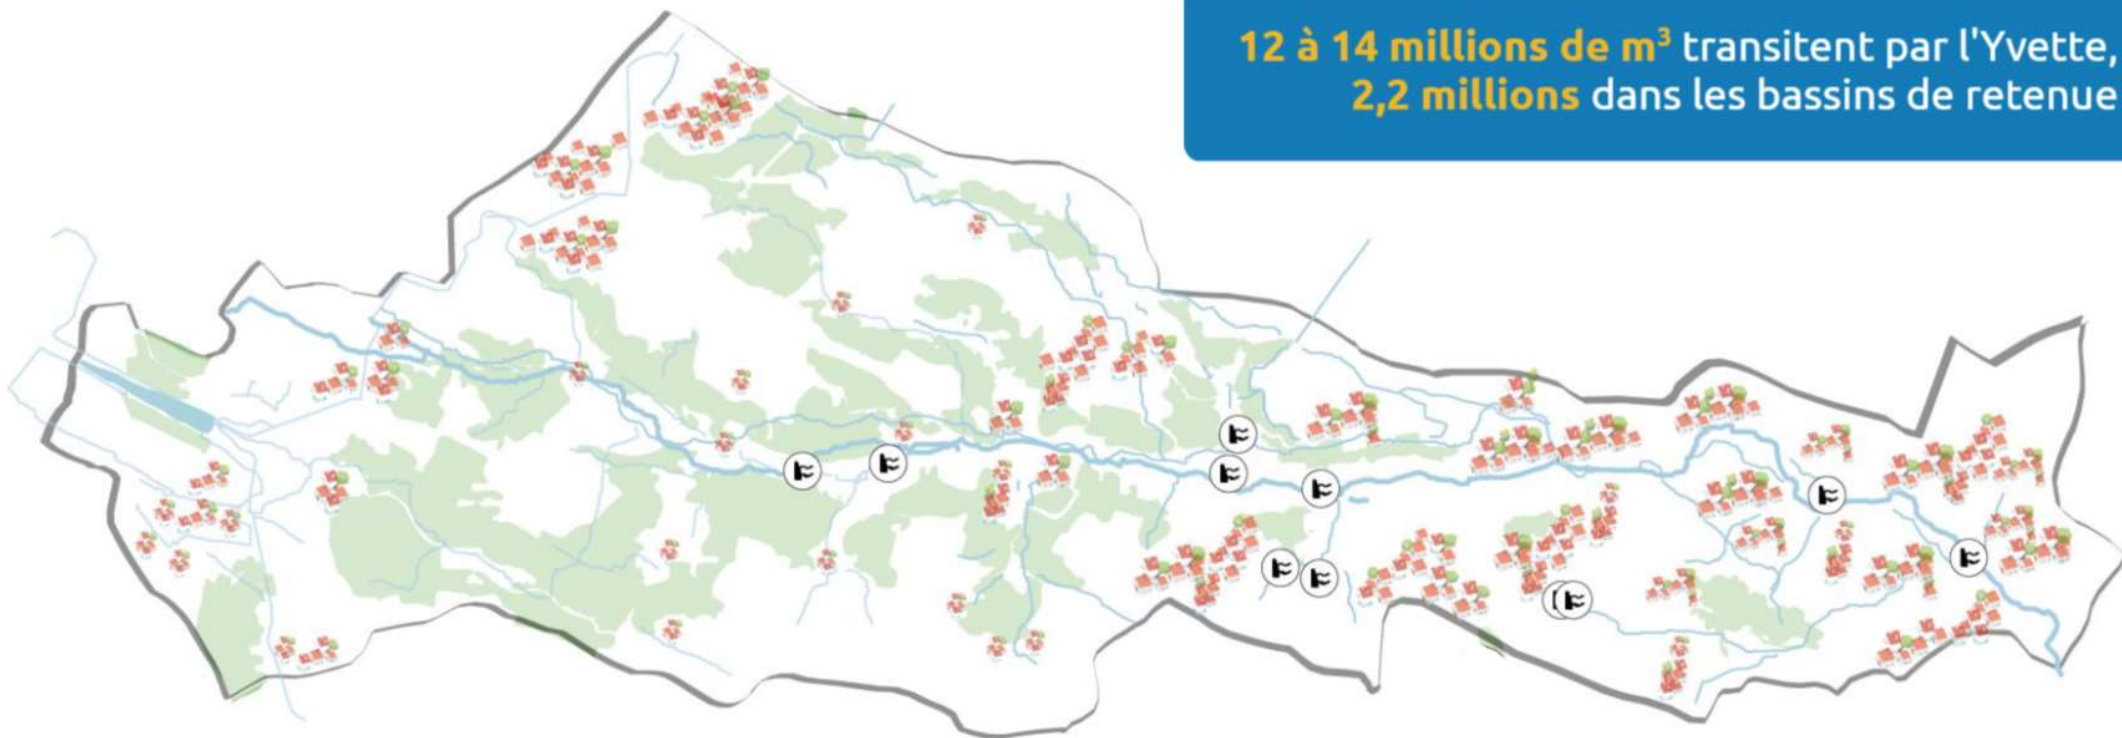 12 à 14 millions de m³ transitent par l'Yvette,
2,2 millions dans les bassins de retenue